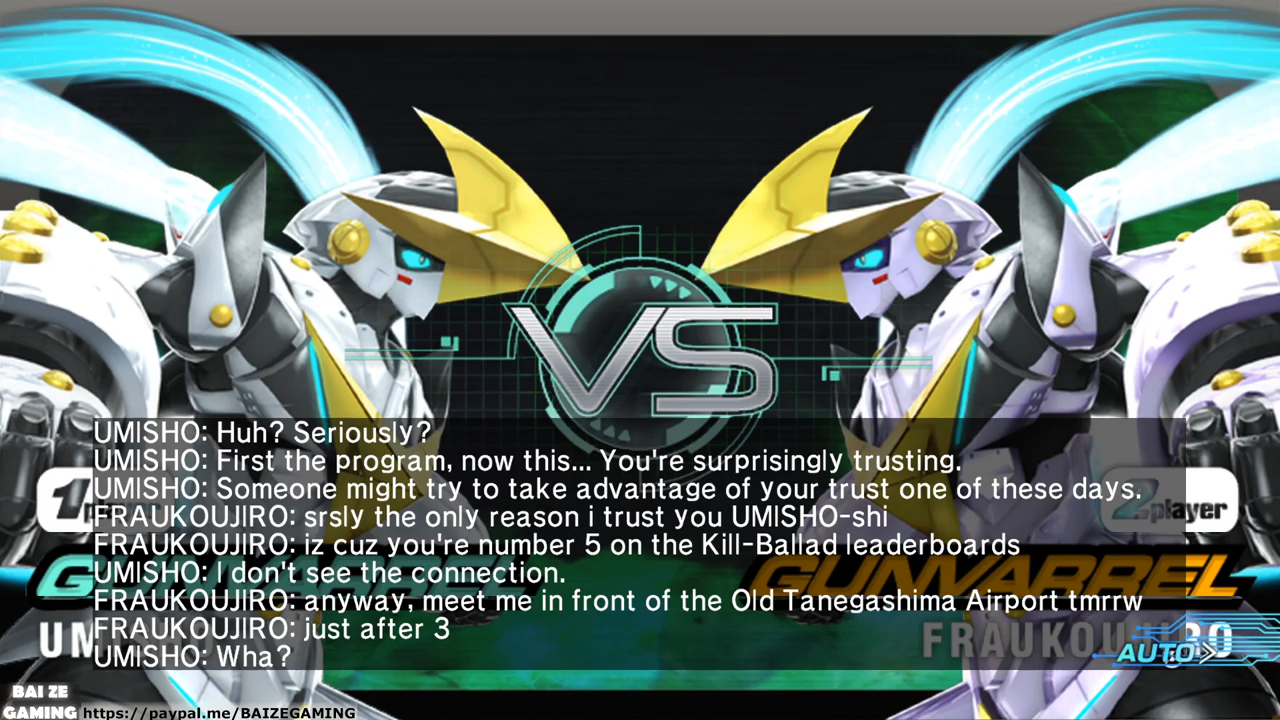 VS
UMISHO: Huh? Seriously?
UMISHO: First the program, now this... You're surprisingly trusting.
UMISHO: Someone might try to take advantage of your trust one of these days.
FRAUKOUJIRO: srsly the only reason i trust you UMISHO-shi
FRAUKOUJIRO: iz cuz you're number 5 on the Kill-Ballad leaderboards
UMISHO: I don't see the connection.
FRAUKOUJIRO: anyway, meet me in front of the Old Tanegashima Airport tmrrw
FRAUKOUJIRO: just after 3
UMISHO: Wha?
1
2player
GUNVARREL
FRAUKOUJIRO
AUTO
BAI ZE
GAMING https://paypal.me/BAIZEGAMING